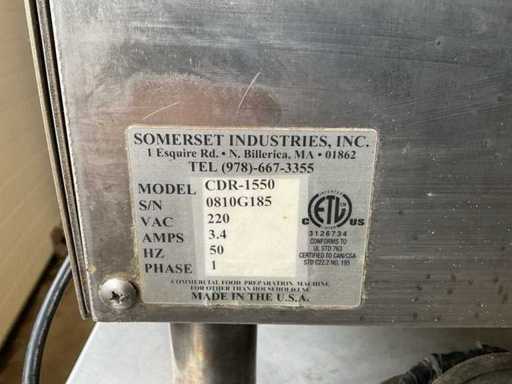 SOMERSET INDUSTRIES, INC.
1 Esquire Rd. • N. Billerica, MA • 01862
TEL (978)-667-3355
MODEL CDR-1550
S/N 0810G185
VAC 220
AMPS 3.4
HZ 50
PHASE 1
C ETL US
3126734
CONFORMS TO
UL STD 763
CERTIFIED TO CAN/CSA
STD C22.2 NO. 195
COMMERCIAL FOOD PREPARATION MACHINE
FOR OTHER THAN HOUSEHOLD USE
MADE IN THE U.S.A.